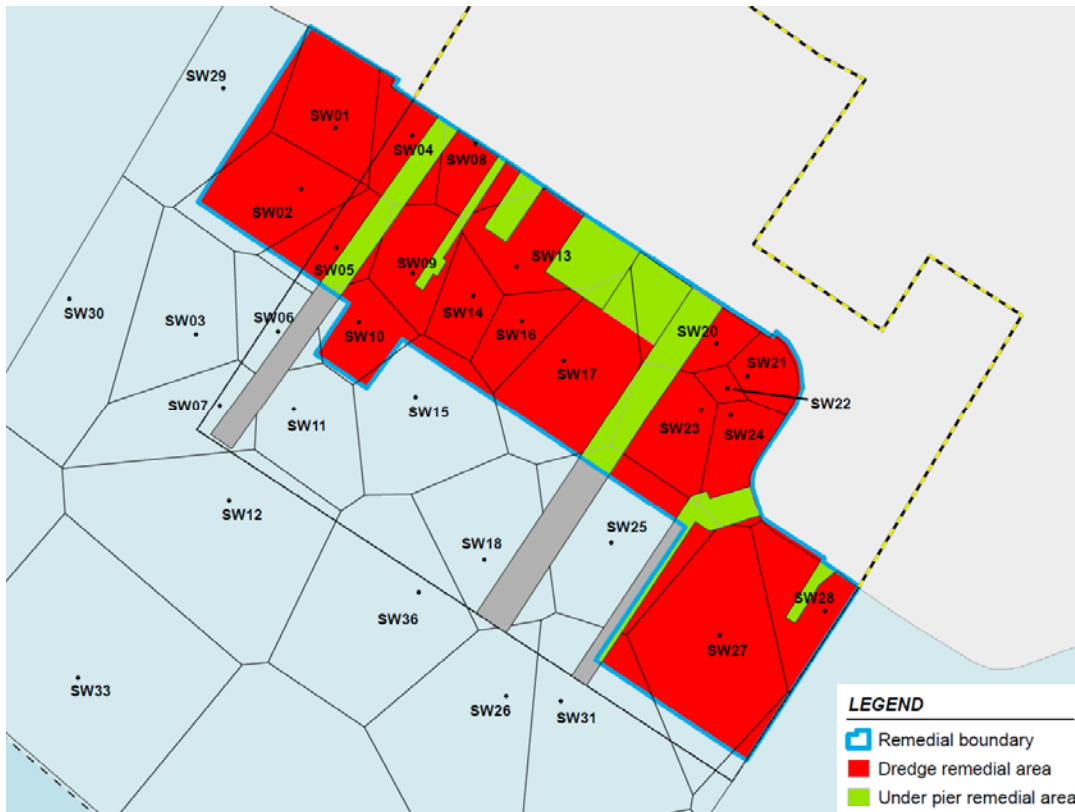 SW29
SW01
SW04
SW08
SW02
SW05
SW09
SW13
SW30
SW03
SW06
SW10
SW14
SW16
SW20
SW17
SW21
SW22
SW07
SW11
SW15
SW23
SW24
SW12
SW18
SW25
SW36
SW28
SW27
SW33
SW26
SW31
LEGEND
Remedial boundary
Dredge remedial area
Under pier remedial area